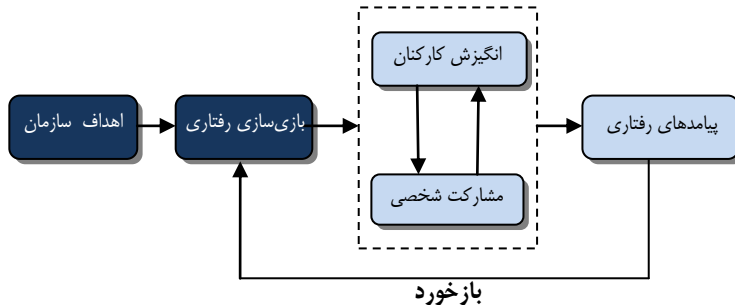 انگیزش کارکنان
اهداف سازمان
بازی‌سازی رفتاری
پیامدهای رفتاری
مشارکت شخصی
بازخورد